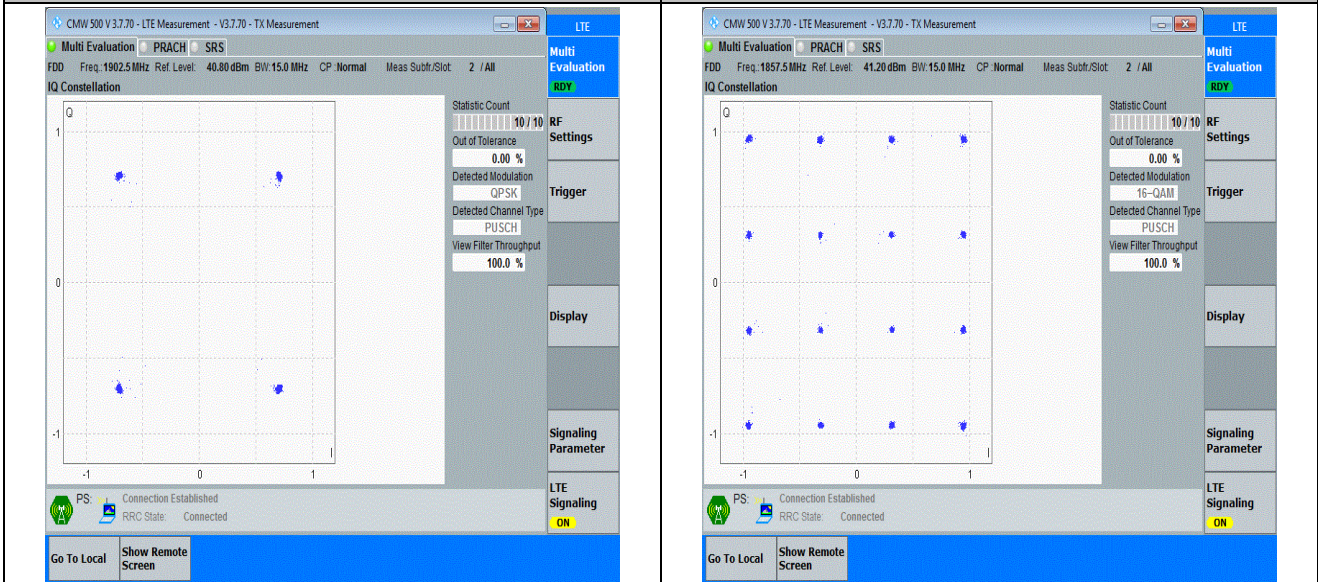 CMW 500 V 3.7.70 - LTE Measurement - V3.7.70 - TX Measurement
LTE
Multi Evaluation PRACH SRS
Multi
Evaluation
RDY
FDD Freq.: 1902.5 MHz Ref. Level: 40.80 dBm BW: 15.0 MHz CP : Normal Meas Subfr./Slot: 2 / All
IQ Constellation
Q
1
0
-1
-1 0 1
I
Statistic Count
10 / 10
Out of Tolerance
0.00 %
Detected Modulation
QPSK
Detected Channel Type
PUSCH
View Filter Throughput
100.0 %
RF
Settings
Trigger
Display
Signaling
Parameter
LTE
Signaling
ON
PS: Connection Established
RRC State: Connected
Go To Local
Show Remote
Screen
CMW 500 V 3.7.70 - LTE Measurement - V3.7.70 - TX Measurement
LTE
Multi Evaluation PRACH SRS
Multi
Evaluation
RDY
FDD Freq.: 1857.5 MHz Ref. Level: 41.20 dBm BW: 15.0 MHz CP : Normal Meas Subfr./Slot: 2 / All
IQ Constellation
Q
1
0
-1
-1 0 1
I
Statistic Count
10 / 10
Out of Tolerance
0.00 %
Detected Modulation
16-QAM
Detected Channel Type
PUSCH
View Filter Throughput
100.0 %
RF
Settings
Trigger
Display
Signaling
Parameter
LTE
Signaling
ON
PS: Connection Established
RRC State: Connected
Go To Local
Show Remote
Screen